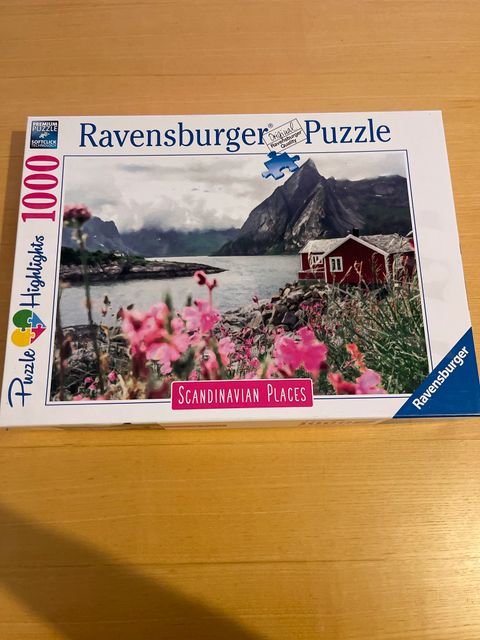 PREMIUM
PUZZLE
SOFTCLICK
TECHNOLOGY
Ravensburger® Puzzle
Original
Ravensburger
Quality
1000
Puzzle Highlights
SCANDINAVIAN PLACES
Ravensburger